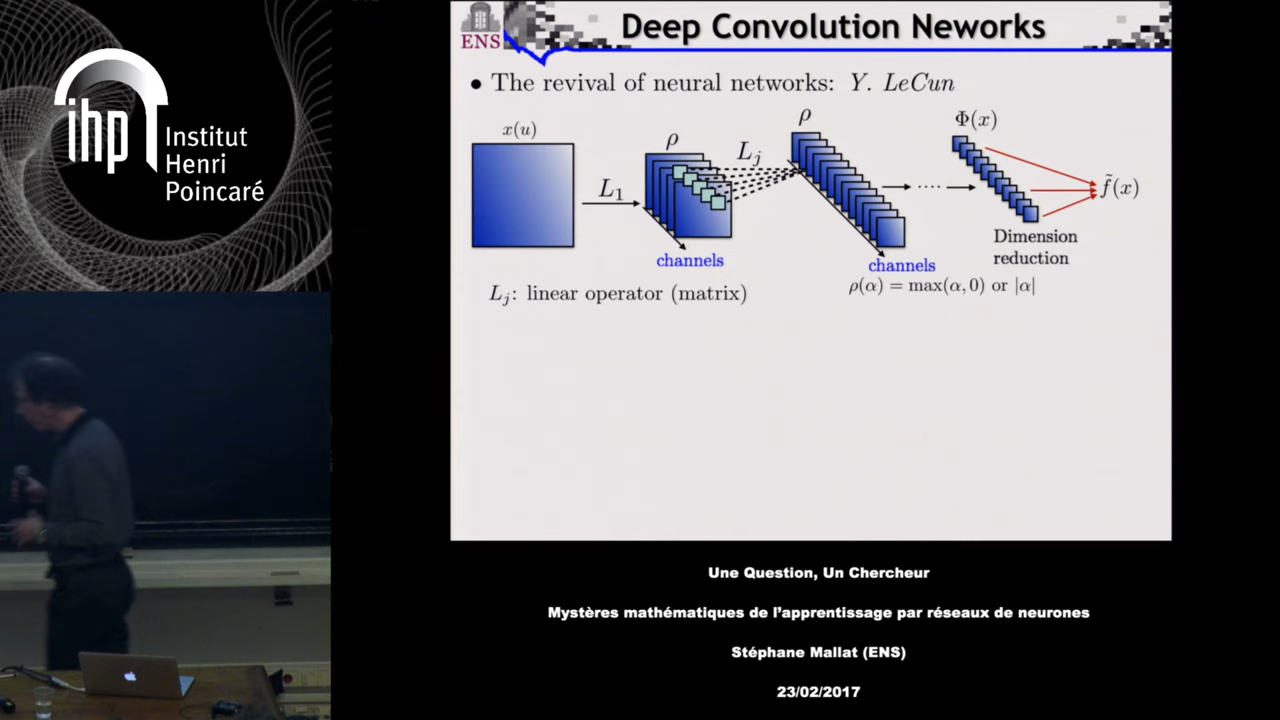 ihp Institut
Henri
Poincaré
ENS
Deep Convolution Neworks
• The revival of neural networks: Y. LeCun
x(u)
ρ
L_j
ρ
Φ(x)
L_1
f̃(x)
channels
channels
Dimension
reduction
L_j: linear operator (matrix)
ρ(α) = max(α, 0) or |α|
Une Question, Un Chercheur
Mystères mathématiques de l'apprentissage par réseaux de neurones
Stéphane Mallat (ENS)
23/02/2017